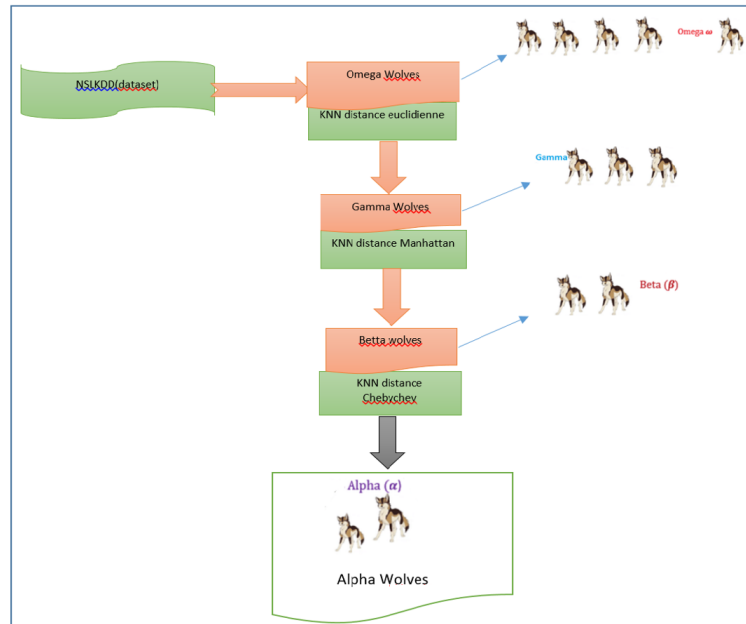 Omega ω
NSLKDD(dataset)
Omega Wolves
KNN distance euclidienne
Gamma
Gamma Wolves
KNN distance Manhattan
Beta (β)
Betta wolves
KNN distance
Chebychev
Alpha (α)
Alpha Wolves